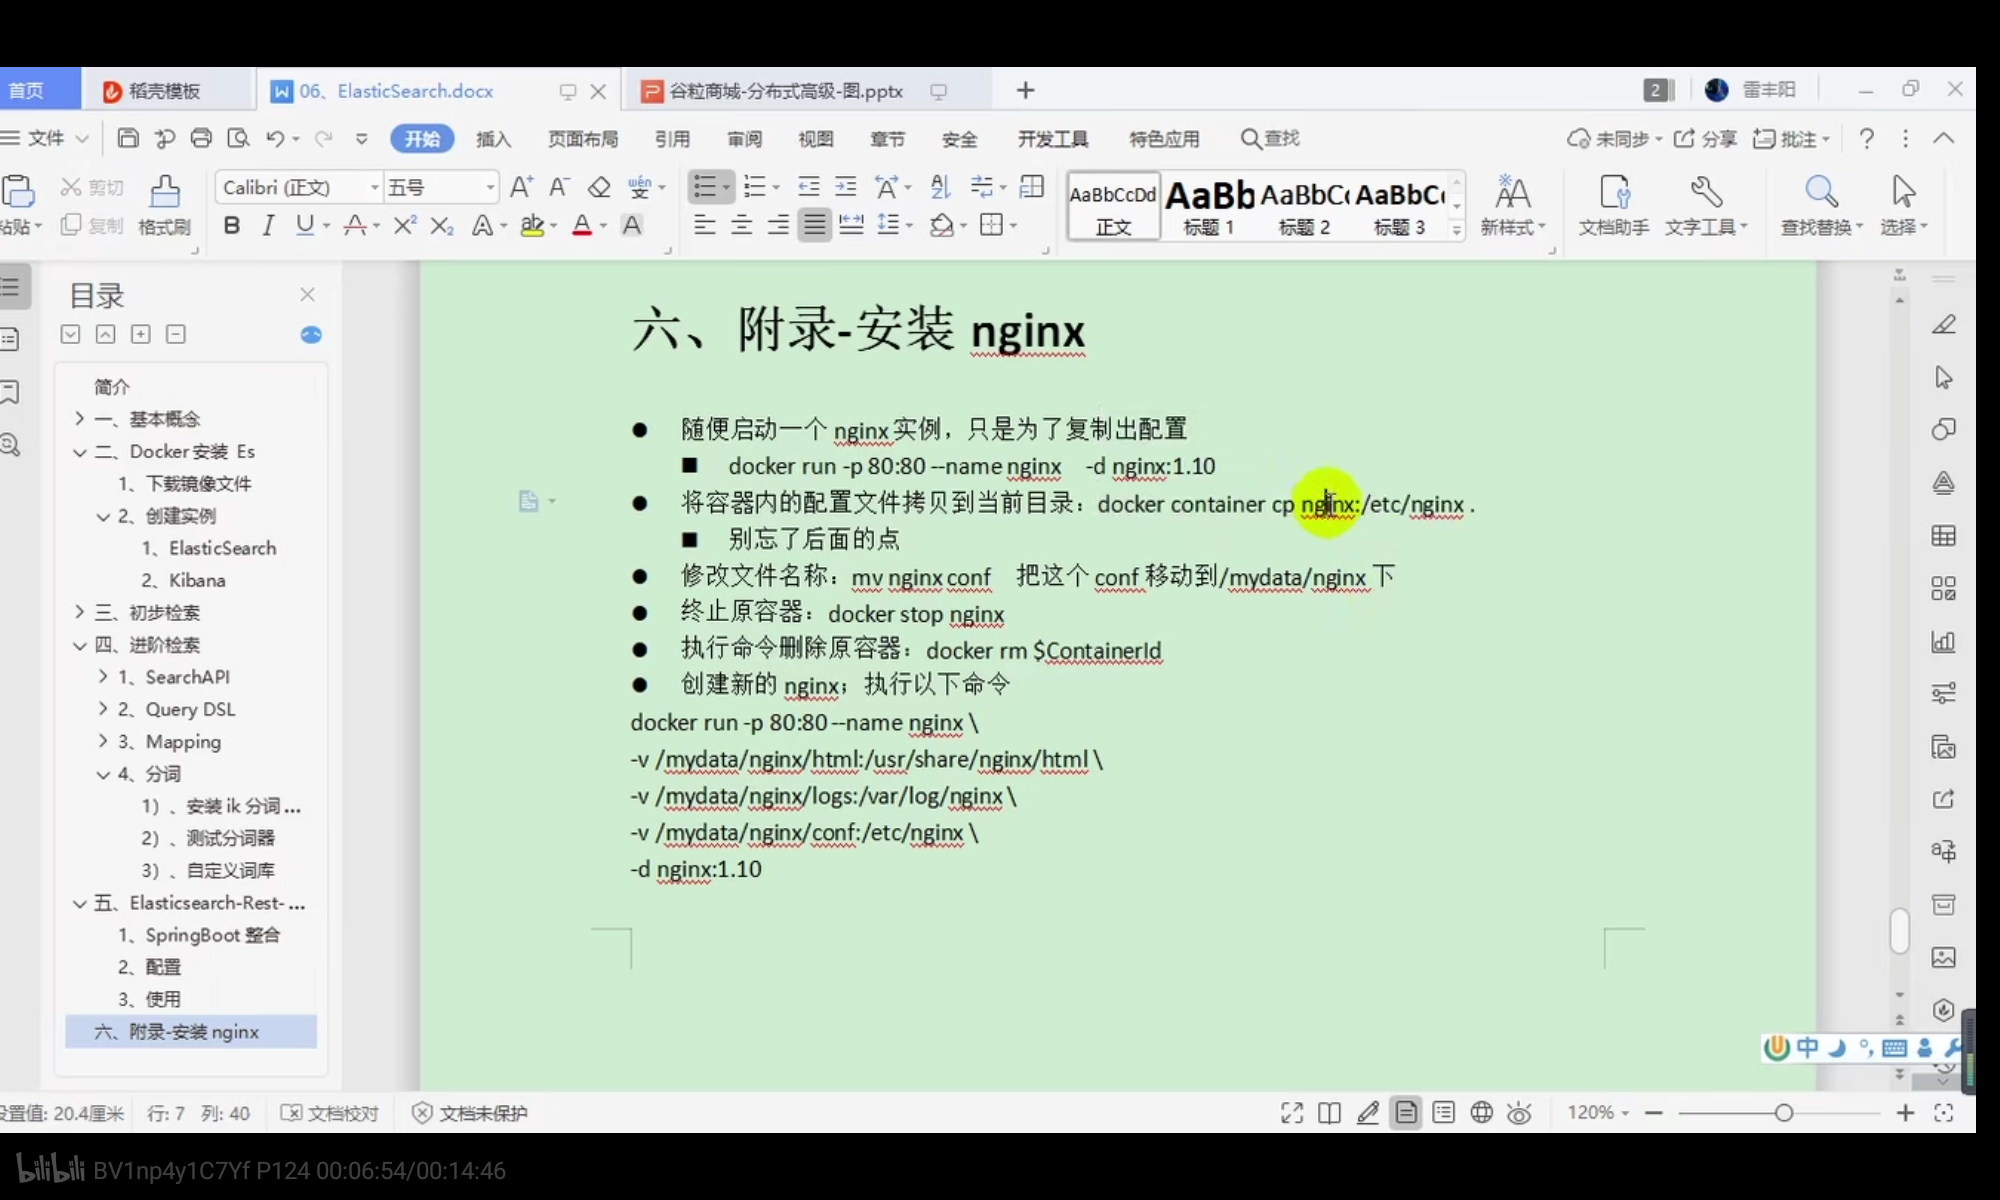 首页
稻壳模板
06、ElasticSearch.docx
谷粒商城-分布式高级-图.pptx
2
雷丰阳
文件
开始
插入
页面布局
引用
审阅
视图
章节
安全
开发工具
特色应用
查找
未同步
分享
批注
粘贴
剪切
复制
格式刷
Calibri (正文)
五号
AaBbCcDd
正文
AaBb
标题 1
AaBbC
标题 2
AaBbC
标题 3
新样式
文档助手
文字工具
查找替换
选择
目录
简介
一、基本概念
二、Docker 安装 Es
1、下载镜像文件
2、创建实例
1、ElasticSearch
2、Kibana
三、初步检索
四、进阶检索
1、SearchAPI
2、Query DSL
3、Mapping
4、分词
1）、安装 ik 分词 ...
2）、测试分词器
3）、自定义词库
五、Elasticsearch-Rest- ...
1、SpringBoot 整合
2、配置
3、使用
六、附录-安装 nginx
六、附录-安装 nginx
● 随便启动一个 nginx 实例，只是为了复制出配置
■ docker run -p 80:80 --name nginx -d nginx:1.10
● 将容器内的配置文件拷贝到当前目录：docker container cp nginx:/etc/nginx .
■ 别忘了后面的点
● 修改文件名称：mv nginx conf 把这个 conf 移动到/mydata/nginx 下
● 终止原容器：docker stop nginx
● 执行命令删除原容器：docker rm $ContainerId
● 创建新的 nginx；执行以下命令
docker run -p 80:80 --name nginx \
-v /mydata/nginx/html:/usr/share/nginx/html \
-v /mydata/nginx/logs:/var/log/nginx \
-v /mydata/nginx/conf:/etc/nginx \
-d nginx:1.10
中
设置值: 20.4厘米
行: 7
列: 40
文档校对
文档未保护
120%
bilibili BV1np4y1C7Yf P124 00:06:54/00:14:46